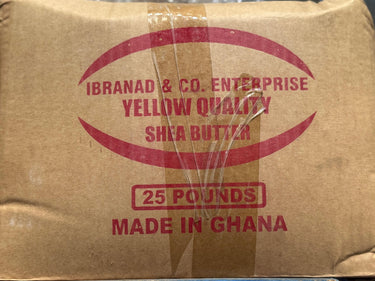 IBRANAD & CO. ENTERPRISE
YELLOW QUALITY
SHEA BUTTER
25 POUNDS
MADE IN GHANA